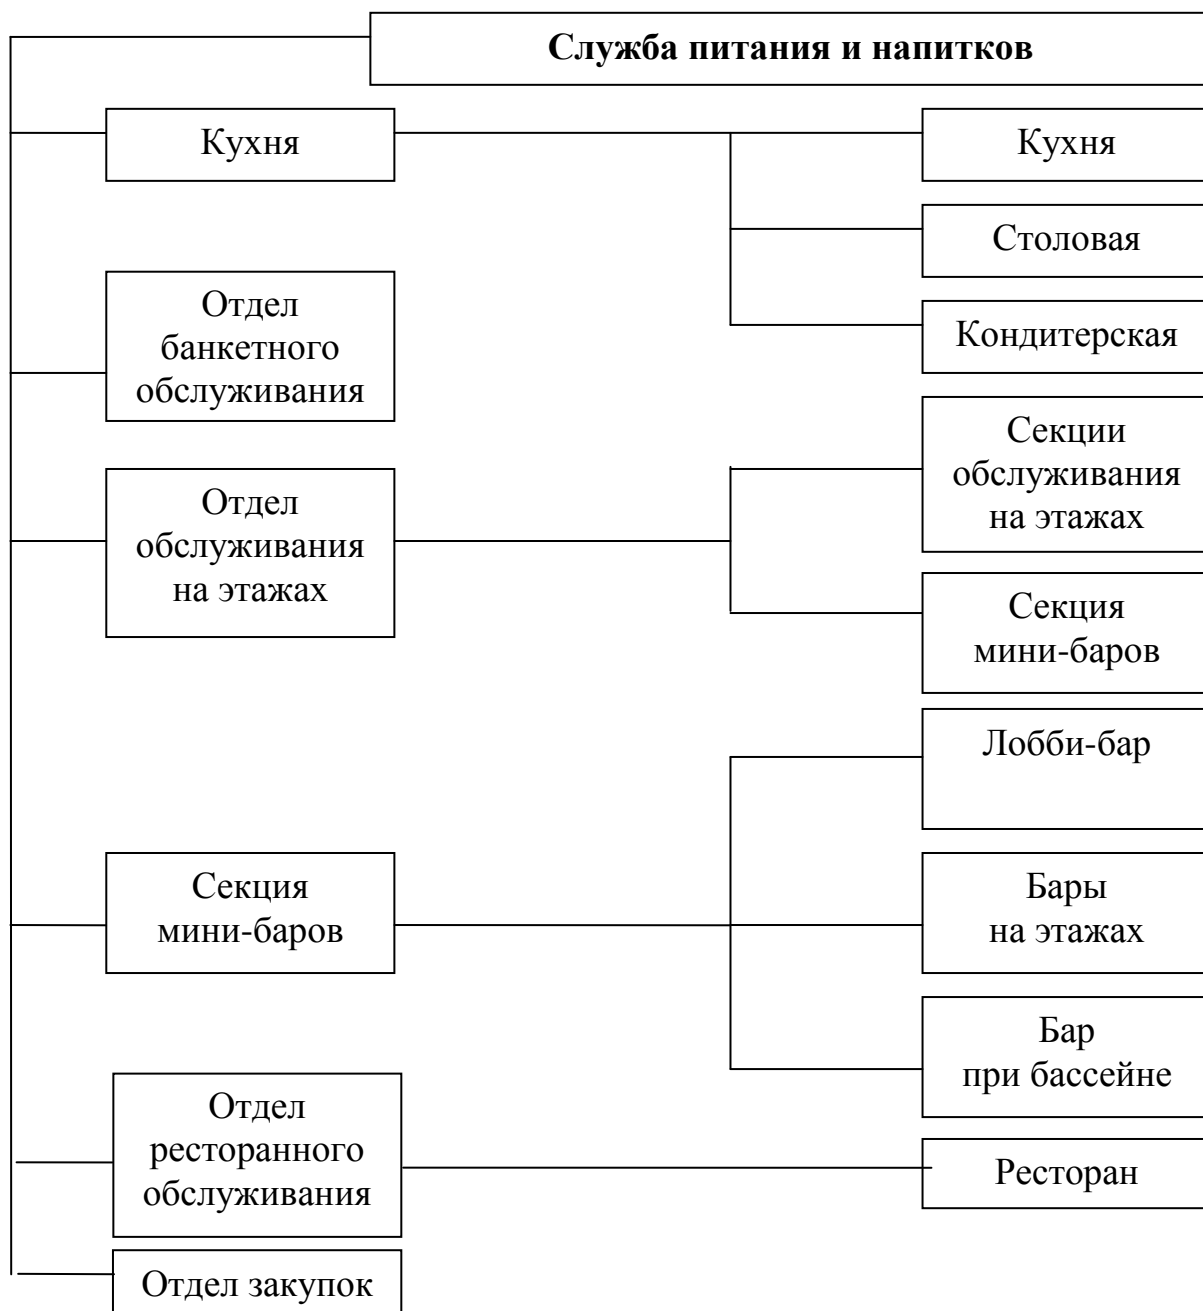 Служба питания и напитков
Кухня
Кухня
Столовая
Кондитерская
Отдел
банкетного
обслуживания
Отдел
обслуживания
на этажах
Секции
обслуживания
на этажах
Секция
мини-баров
Секция
мини-баров
Лобби-бар
Бары
на этажах
Бар
при бассейне
Отдел
ресторанного
обслуживания
Ресторан
Отдел закупок